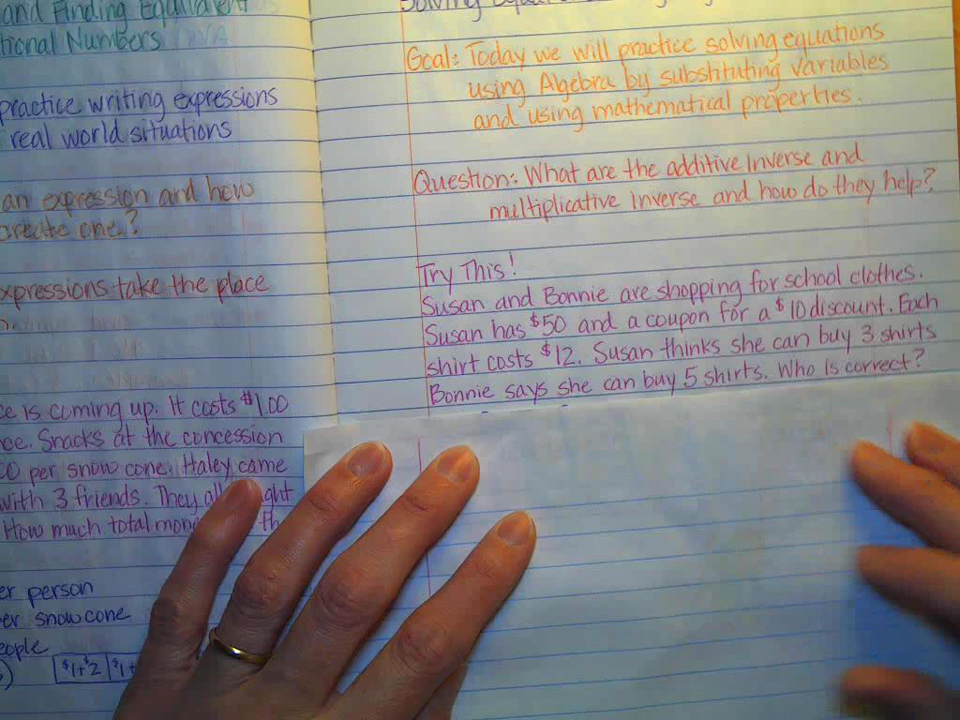 and Finding Equivalent
tional Numbers
practice writing expressions
real world situations
an expression and how
create one?
expressions take the place
ce is coming up. It costs $1.00
ce. Snacks at the concession
per snow cone. Haley came
with 3 friends. They all
How much total
er person
er snowcone
eople
$1+$2 $1+
Solving
Goal: Today we will practice solving equations
using Algebra by substituting variables
and using mathematical properties.
Question: What are the additive inverse and
multiplicative inverse and how do they help?
Try This!
Susan and Bonnie are shopping for school clothes.
Susan has $50 and a coupon for a $10 discount. Each
shirt costs $12. Susan thinks she can buy 3 shirts
Bonnie says she can buy 5 shirts. Who is correct?